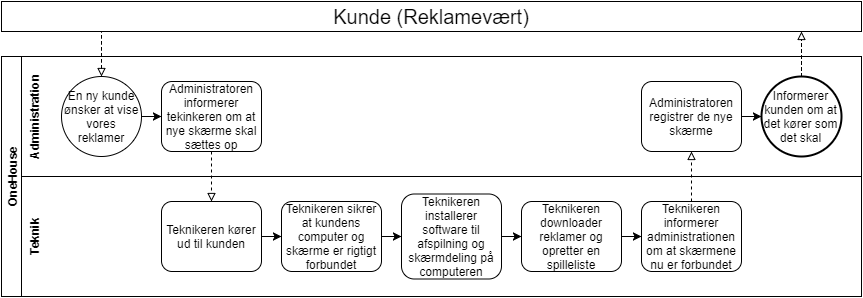 Kunde (Reklamevært)
OneHouse
Administration
En ny kunde
ønsker at vise
vores
reklamer
Administratoren
informerer
tekinkeren om at
nye skærme skal
sættes op
Administratoren
registrer de nye
skærme
Informerer
kunden om at
det kører som
det skal
Teknik
Teknikeren kører
ud til kunden
Teknikeren sikrer
at kundens
computer og
skærme er rigtigt
forbundet
Teknikeren
installerer
software til
afspilning og
skærmdeling på
computeren
Teknikeren
downloader
reklamer og
opretter en
spilleliste
Teknikeren
informerer
administrationen
om at skærmene
nu er forbundet